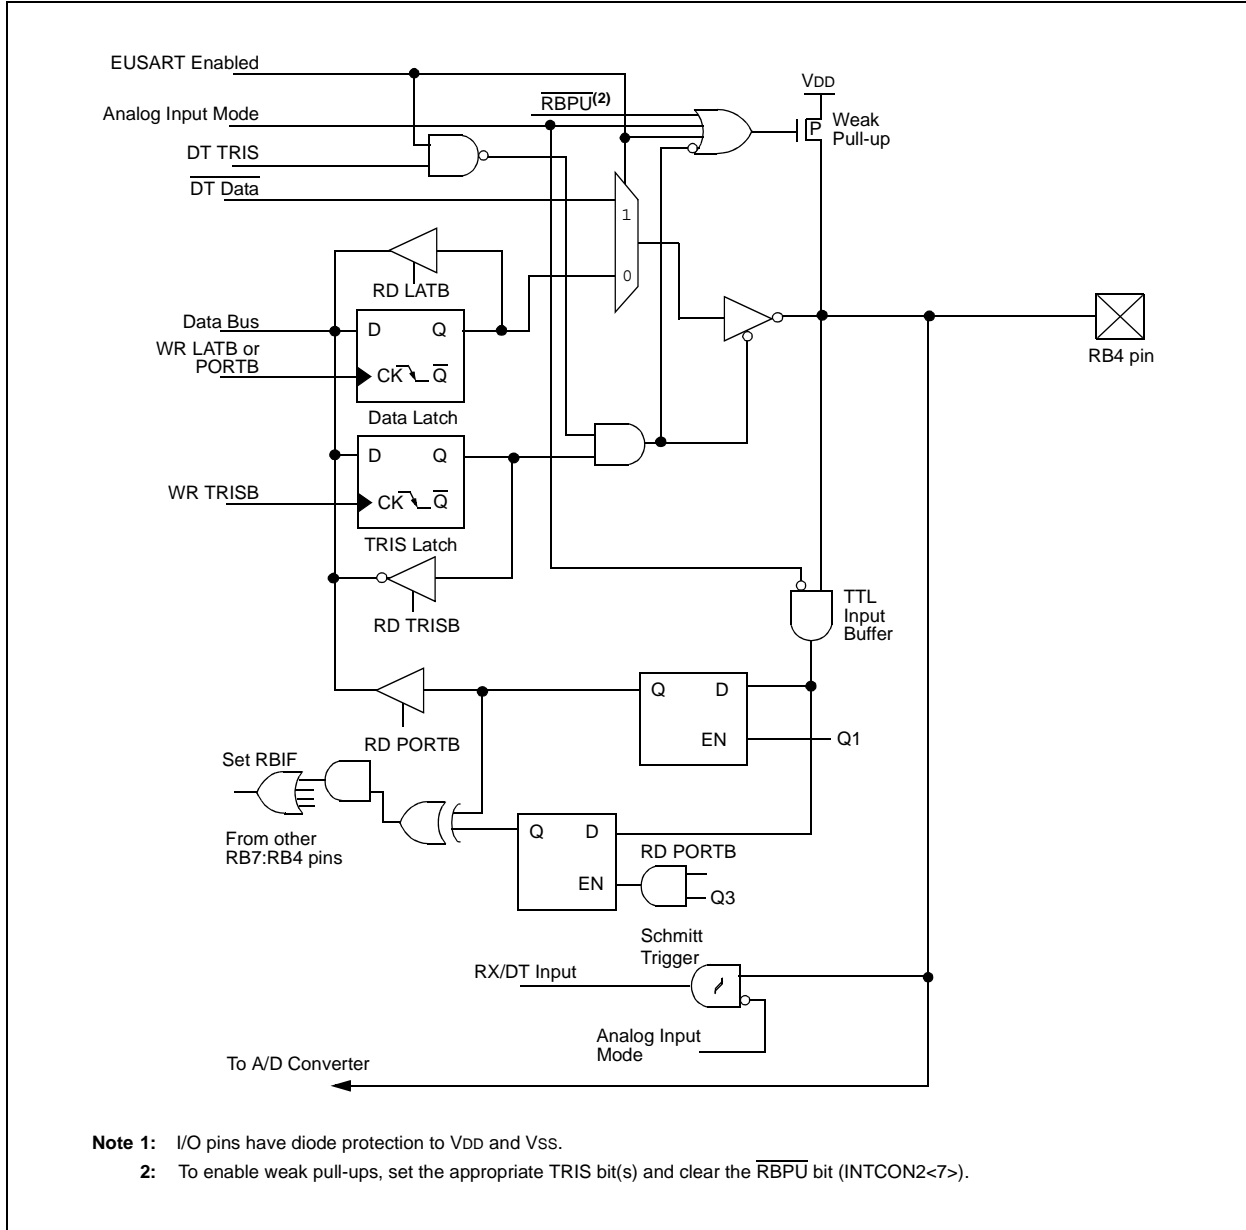 EUSART Enabled
Analog Input Mode
DT TRIS
DT Data
RBPU(2)
VDD
P
Weak
Pull-up
1
0
RD LATB
Data Bus
WR LATB or
PORTB
D
Q
CK
Q
Data Latch
RB4 pin
D
Q
CK
Q
WR TRISB
TRIS Latch
RD TRISB
TTL
Input
Buffer
Q
D
EN
Q1
RD PORTB
Set RBIF
From other
RB7:RB4 pins
Q
D
EN
RD PORTB
Q3
Schmitt
Trigger
RX/DT Input
Analog Input
Mode
To A/D Converter
Note 1: I/O pins have diode protection to VDD and VSS.
2: To enable weak pull-ups, set the appropriate TRIS bit(s) and clear the RBPU bit (INTCON2<7>).